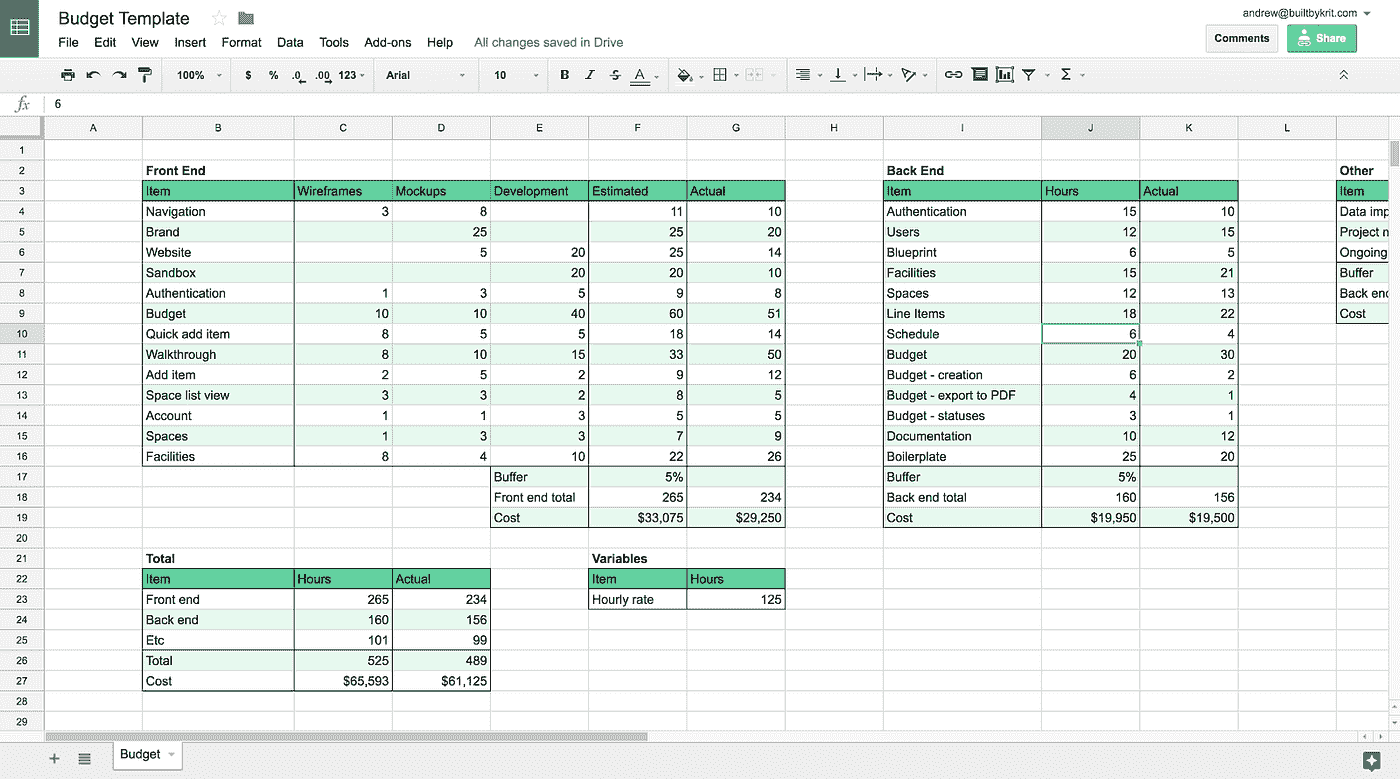 Budget Template
andrew@builtbykrit.com
File Edit View Insert Format Data Tools Add-ons Help All changes saved in Drive
Comments Share
100% $ % .0 .00 123 Arial 10 B I S A Σ
fx 6
A B C D E F G H I J K L
1
2 Front End Back End Other
3 Item Wireframes Mockups Development Estimated Actual Item Hours Actual Item
4 Navigation 3 8 11 10 Authentication 15 10 Data imp
5 Brand 25 25 20 Users 12 15 Project
6 Website 5 20 25 14 Blueprint 6 5 Ongoing
7 Sandbox 20 20 10 Facilities 15 21 Buffer
8 Authentication 1 3 5 9 8 Spaces 12 13 Back en
9 Budget 10 10 40 60 51 Line Items 18 22 Cost
10 Quick add item 8 5 5 18 14 Schedule 6 4
11 Walkthrough 8 10 15 33 50 Budget 20 30
12 Add item 2 5 2 9 12 Budget - creation 6 2
13 Space list view 3 3 2 8 5 Budget - export to PDF 4 1
14 Account 1 1 3 5 5 Budget - statuses 3 1
15 Spaces 1 3 3 7 9 Documentation 10 12
16 Facilities 8 4 10 22 26 Boilerplate 25 20
17 Buffer 5% Buffer 5%
18 Front end total 265 234 Back end total 160 156
19 Cost $33,075 $29,250 Cost $19,950 $19,500
20
21 Total Variables
22 Item Hours Actual Item Hours
23 Front end 265 234 Hourly rate 125
24 Back end 160 156
25 Etc 101 99
26 Total 525 489
27 Cost $65,593 $61,125
28
29
Budget